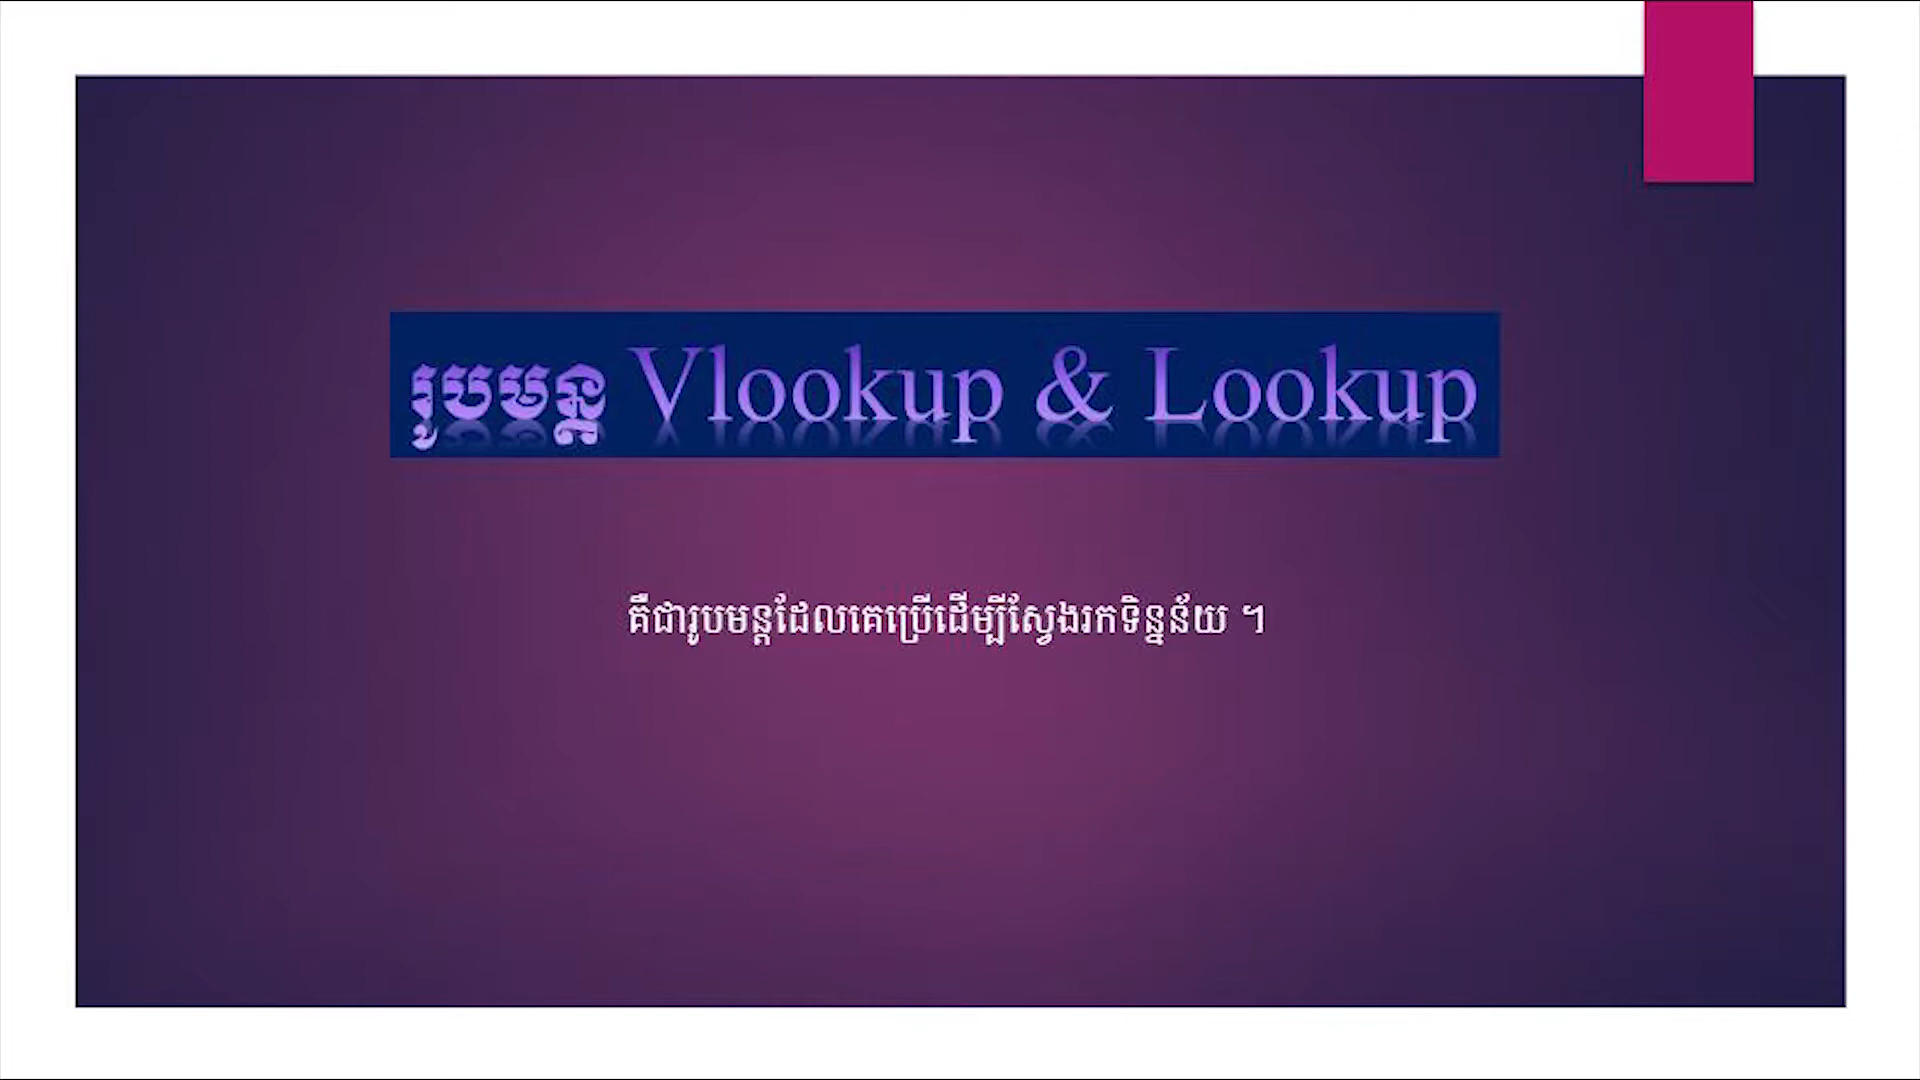 រូបមន្ត Vlookup & Lookup
គឺជារូបមន្តដែលគេប្រើដើម្បីស្វែងរកទិន្នន័យ ។